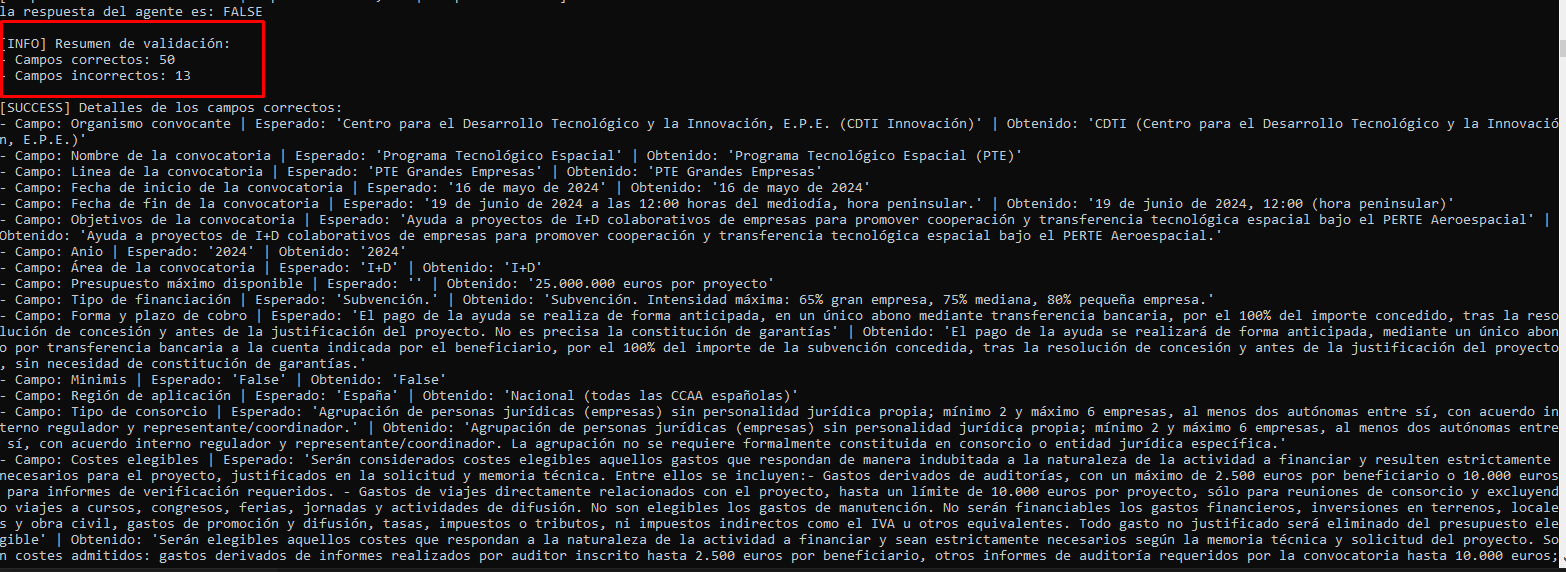 la respuesta del agente es: FALSE
[INFO] Resumen de validación:
- Campos correctos: 50
- Campos incorrectos: 13
[SUCCESS] Detalles de los campos correctos:
- Campo: Organismo convocante | Esperado: 'Centro para el Desarrollo Tecnológico y la Innovación, E.P.E. (CDTI Innovación)' | Obtenido: 'CDTI (Centro para el Desarrollo Tecnológico y la Innovació
n, E.P.E.)'
- Campo: Nombre de la convocatoria | Esperado: 'Programa Tecnológico Espacial' | Obtenido: 'Programa Tecnológico Espacial (PTE)'
- Campo: Linea de la convocatoria | Esperado: 'PTE Grandes Empresas' | Obtenido: 'PTE Grandes Empresas'
- Campo: Fecha de inicio de la convocatoria | Esperado: '16 de mayo de 2024' | Obtenido: '16 de mayo de 2024'
- Campo: Fecha de fin de la convocatoria | Esperado: '19 de junio de 2024 a las 12:00 horas del mediodía, hora peninsular.' | Obtenido: '19 de junio de 2024, 12:00 (hora peninsular)'
- Campo: Objetivos de la convocatoria | Esperado: 'Ayuda a proyectos de I+D colaborativos de empresas para promover cooperación y transferencia tecnológica espacial bajo el PERTE Aeroespacial' |
Obtenido: 'Ayuda a proyectos de I+D colaborativos de empresas para promover cooperación y transferencia tecnológica espacial bajo el PERTE Aeroespacial.'
- Campo: Anio | Esperado: '2024' | Obtenido: '2024'
- Campo: Área de la convocatoria | Esperado: 'I+D' | Obtenido: 'I+D'
- Campo: Presupuesto máximo disponible | Esperado: '' | Obtenido: '25.000.000 euros por proyecto'
- Campo: Tipo de financiación | Esperado: 'Subvención.' | Obtenido: 'Subvención. Intensidad máxima: 65% gran empresa, 75% mediana, 80% pequeña empresa.'
- Campo: Forma y plazo de cobro | Esperado: 'El pago de la ayuda se realiza de forma anticipada, en un único abono mediante transferencia bancaria, por el 100% del importe concedido, tras la reso
lución de concesión y antes de la justificación del proyecto. No es precisa la constitución de garantías' | Obtenido: 'El pago de la ayuda se realizará de forma anticipada, mediante un único abon
o por transferencia bancaria a la cuenta indicada por el beneficiario, por el 100% del importe de la subvención concedida, tras la resolución de concesión y antes de la justificación del proyecto
, sin necesidad de constitución de garantías.'
- Campo: Minimis | Esperado: 'False' | Obtenido: 'False'
- Campo: Región de aplicación | Esperado: 'España' | Obtenido: 'Nacional (todas las CCAA españolas)'
- Campo: Tipo de consorcio | Esperado: 'Agrupación de personas jurídicas (empresas) sin personalidad jurídica propia; mínimo 2 y máximo 6 empresas, al menos dos autónomas entre sí, con acuerdo in
terno regulador y representante/coordinador.' | Obtenido: 'Agrupación de personas jurídicas (empresas) sin personalidad jurídica propia; mínimo 2 y máximo 6 empresas, al menos dos autónomas entre
sí, con acuerdo interno regulador y representante/coordinador. La agrupación no se requiere formalmente constituida en consorcio o entidad jurídica específica.'
- Campo: Costes elegibles | Esperado: 'Serán considerados costes elegibles aquellos gastos que respondan de manera indubitada a la naturaleza de la actividad a financiar y resulten estrictamente
necesarios para el proyecto, justificados en la solicitud y memoria técnica. Entre ellos se incluyen:- Gastos derivados de auditorías, con un máximo de 2.500 euros por beneficiario o 10.000 euros
para informes de verificación requeridos. - Gastos de viajes directamente relacionados con el proyecto, hasta un límite de 10.000 euros por proyecto, sólo para reuniones de consorcio y excluyend
o viajes a cursos, congresos, ferias, jornadas y actividades de difusión. No son elegibles los gastos de manutención. No serán financiables los gastos financieros, inversiones en terrenos, locale
s y obra civil, gastos de promoción y difusión, tasas, impuestos o tributos, ni impuestos indirectos como el IVA u otros equivalentes. Todo gasto no justificado será eliminado del presupuesto ele
gible' | Obtenido: 'Serán elegibles aquellos costes que respondan a la naturaleza de la actividad a financiar y sean estrictamente necesarios según la memoria técnica y solicitud del proyecto. So
n costes admitidos: gastos derivados de informes realizados por auditor inscrito hasta 2.500 euros por beneficiario, otros informes de auditoría requeridos por la convocatoria hasta 10.000 euros;